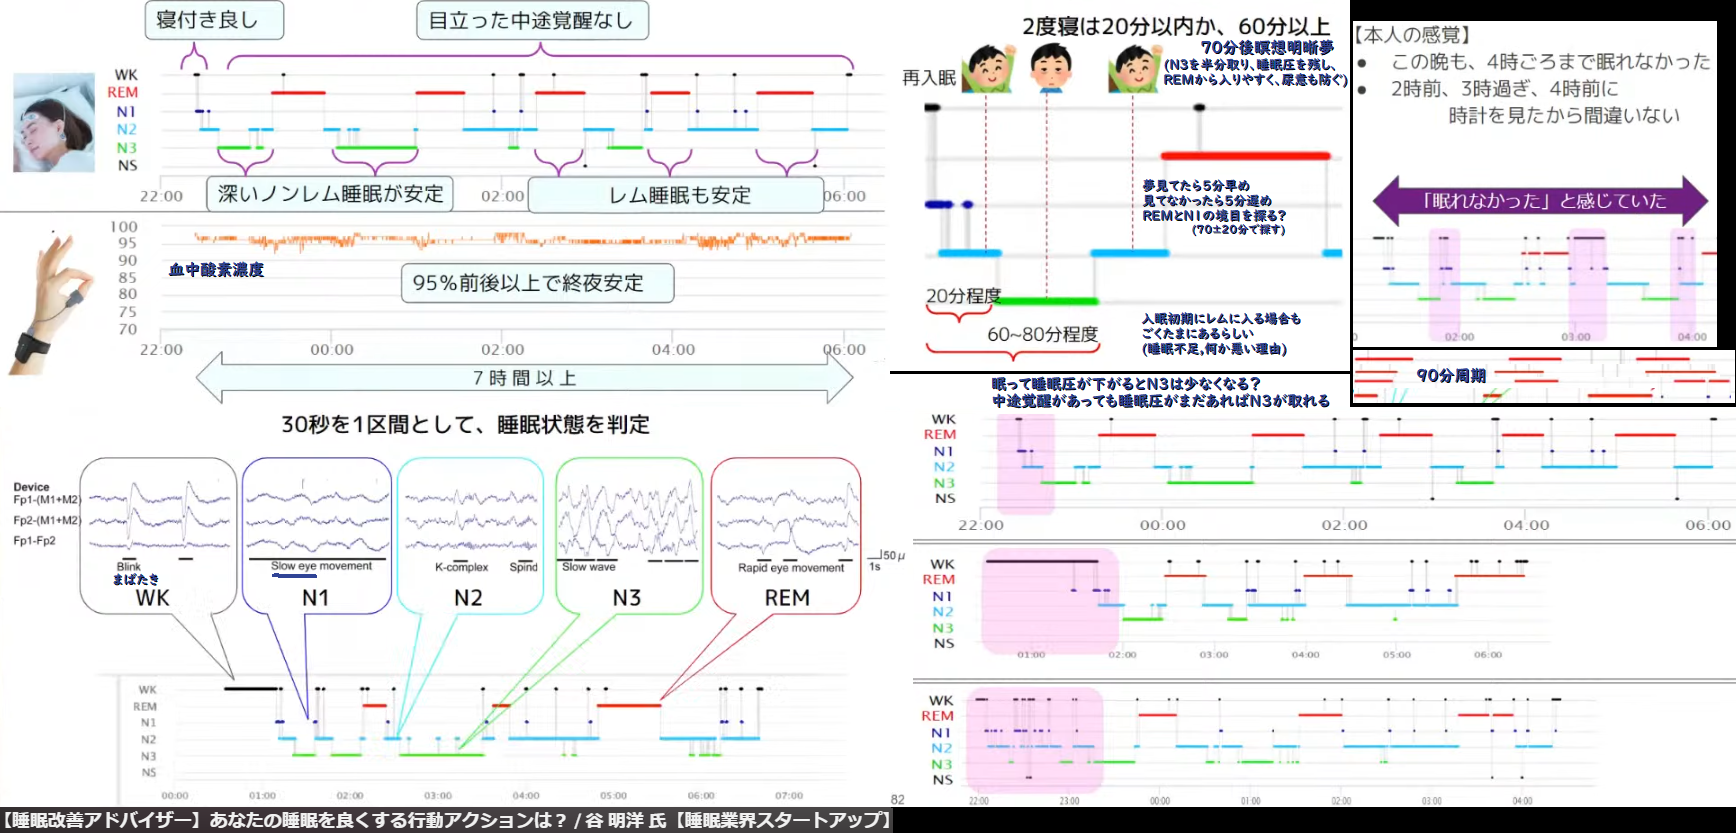 寝付き良し
目立った中途覚醒なし
WK
REM
N1
N2
N3
NS
深いノンレム睡眠が安定
レム睡眠も安定
22:00
02:00
06:00
100
95
90
85
80
75
70
血中酸素濃度
95%前後以上で終夜安定
22:00
00:00
02:00
04:00
06:00
7時間以上
30秒を1区間として、睡眠状態を判定
Device
Fp1-(M1+M2)
Fp2-(M1+M2)
Fp1-Fp2
Blink
まばたき
WK
Slow eye movement
N1
K-complex
Spind
N2
Slow wave
N3
Rapid eye movement
REM
50 μ
1s
WK
REM
N1
N2
N3
NS
00:00
01:00
02:00
03:00
04:00
05:00
06:00
07:00
82
【睡眠改善アドバイザー】あなたの睡眠を良くする行動アクションは? / 谷 明洋 氏【睡眠業界スタートアップ】
2度寝は20分以内か、60分以上
70分後瞑想明晰夢
(N3を半分取り、睡眠圧を残し、
REMから入りやすく、尿意も防ぐ)
再入眠
夢見てたら5分早め
見てなかったら5分遅め
REMとN1の境目を探る?
(70±20分で探す)
20分程度
60~80分程度
入眠初期にレムに入る場合も
ごくたまにあるらしい
(睡眠不足,何か悪い理由)
【本人の感覚】
• この晩も、4時ごろまで眠れなかった
• 2時前、3時過ぎ、4時前に
時計を見たから間違いない
「眠れなかった」と感じていた
02:00
03:00
04:00
90分周期
眠って睡眠圧が下がるとN3は少なくなる?
中途覚醒があっても睡眠圧がまだあればN3が取れる
WK
REM
N1
N2
N3
NS
22:00
00:00
02:00
04:00
06:00
WK
REM
N1
N2
N3
NS
01:00
02:00
03:00
04:00
05:00
06:00
WK
REM
N1
N2
N3
NS
22:00
23:00
00:00
01:00
02:00
03:00
04:00